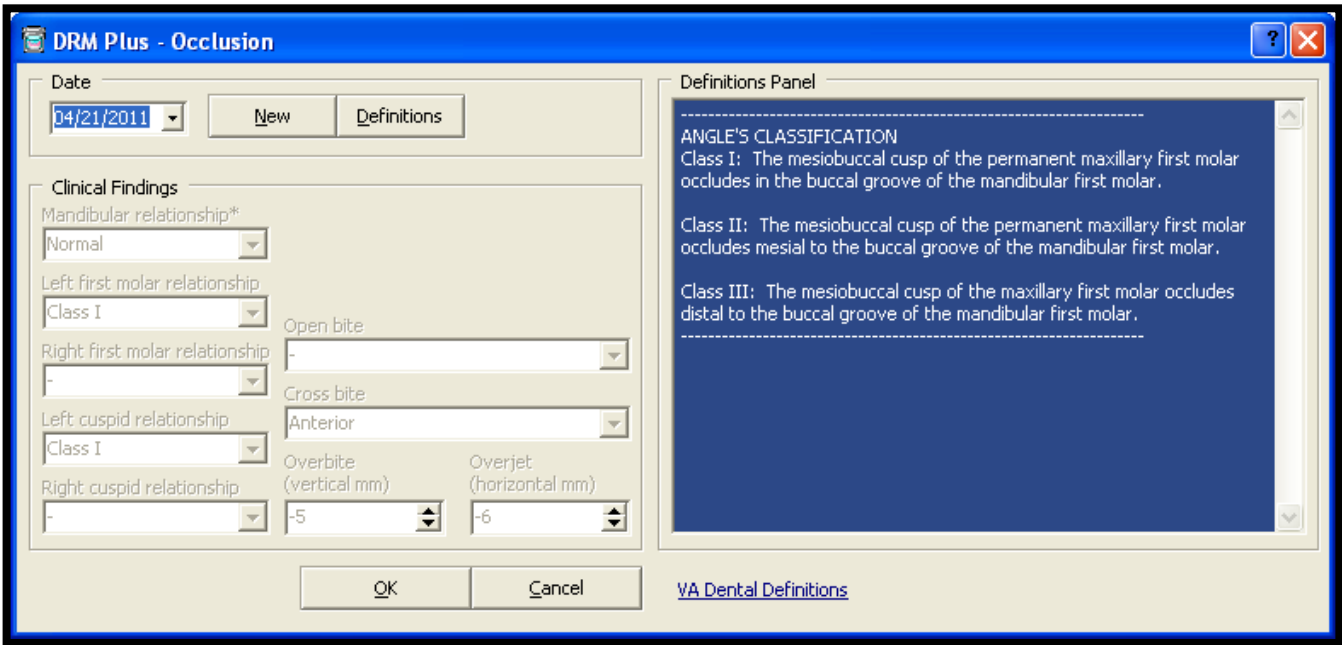 DRM Plus - Occlusion
?
Date
04/21/2011
New
Definitions
Clinical Findings
Mandibular relationship*
Normal
Left first molar relationship
Class I
Right first molar relationship
-
Left cuspid relationship
Class I
Right cuspid relationship
-
Open bite
-
Cross bite
Anterior
Overbite
(vertical mm)
-5
Overjet
(horizontal mm)
-6
OK
Cancel
Definitions Panel
--------------------------------------------------------------------
ANGLE'S CLASSIFICATION
Class I:  The mesiobuccal cusp of the permanent maxillary first molar
occludes in the buccal groove of the mandibular first molar.
Class II:  The mesiobuccal cusp of the permanent maxillary first molar
occludes mesial to the buccal groove of the mandibular first molar.
Class III:  The mesiobuccal cusp of the maxillary first molar occludes
distal to the buccal groove of the mandibular first molar.
--------------------------------------------------------------------
VA Dental Definitions